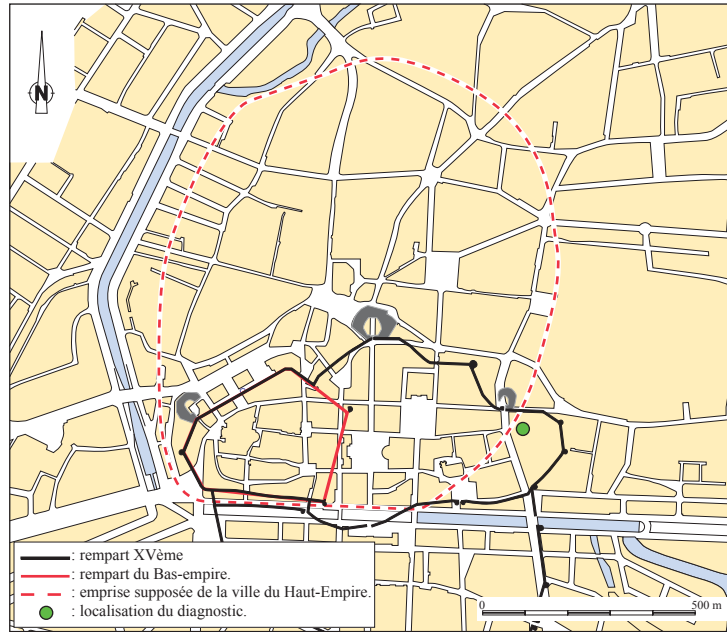 N
: rempart XVème
: rempart du Bas-empire.
: emprise supposée de la ville du Haut-Empire.
: localisation du diagnostic.
0 500 m